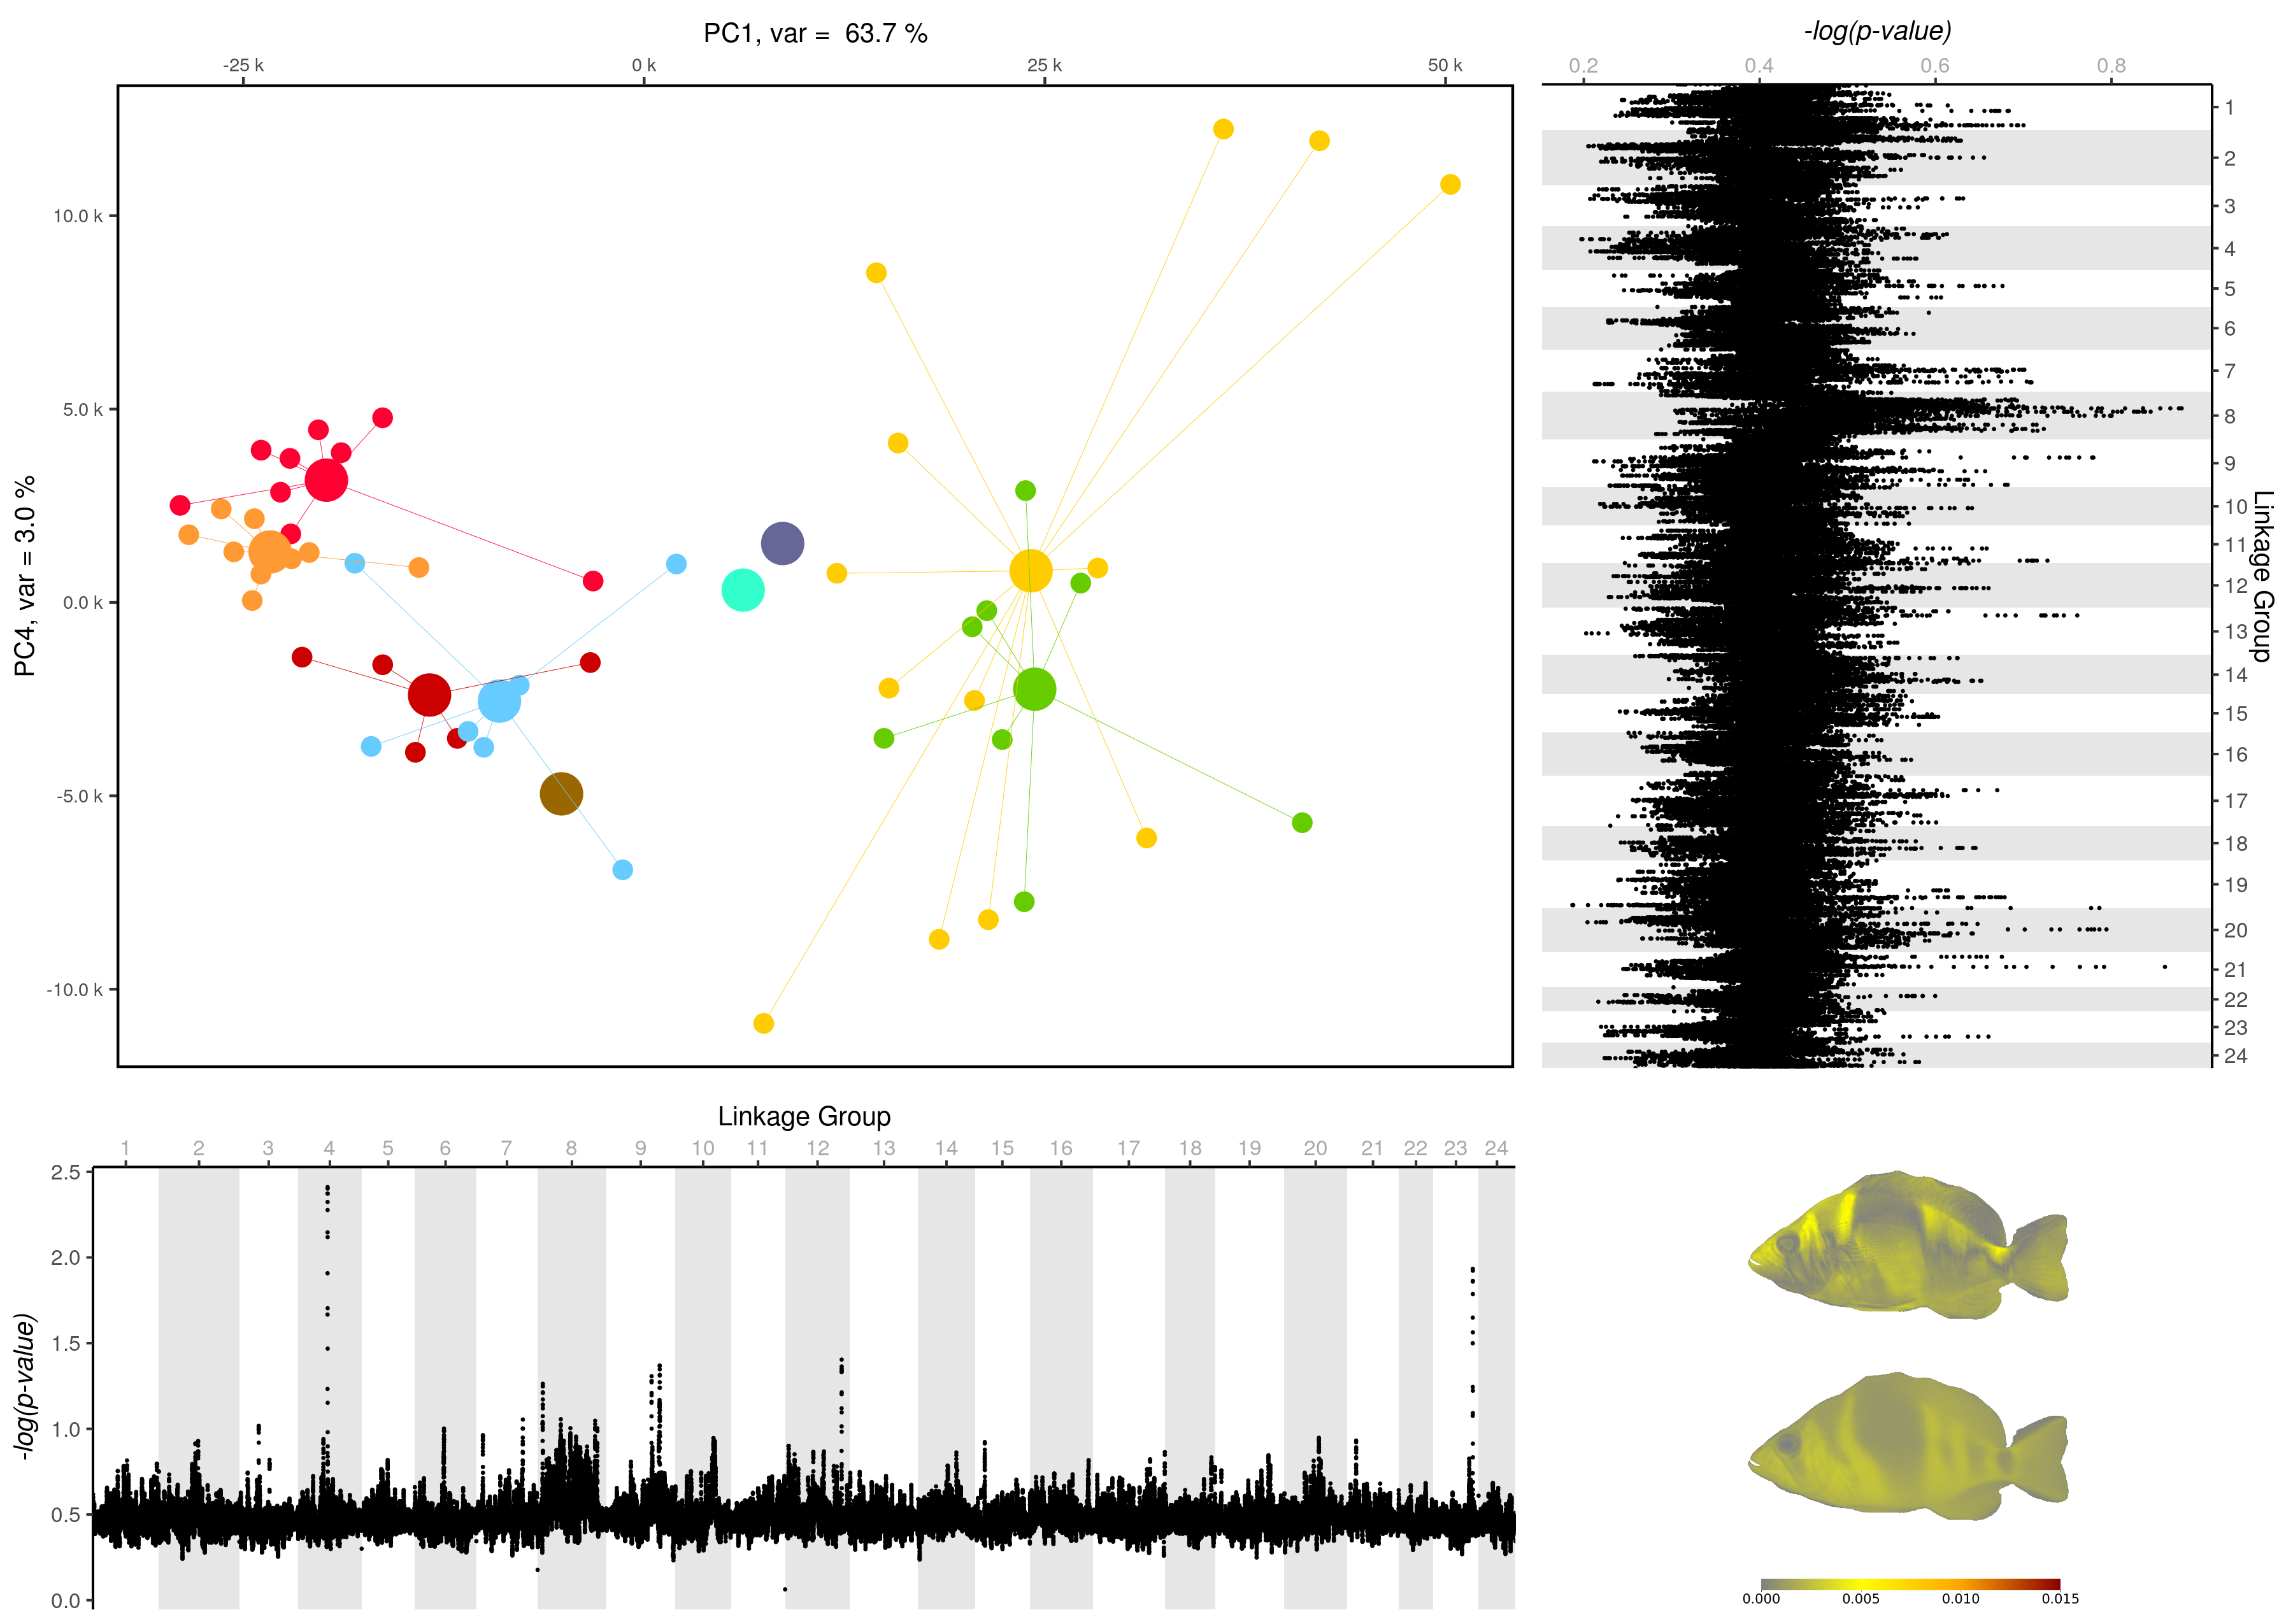 PC1, var = 63.7 %
-25 k 0 k 25 k 50 k
10.0 k
5.0 k
0.0 k
-5.0 k
-10.0 k
PC4, var = 3.0 %
-log(p-value)
0.2 0.4 0.6 0.8
1
2
3
4
5
6
7
8
9
10
11
12
13
14
15
16
17
18
19
20
21
22
23
24
Linkage Group
Linkage Group
1 2 3 4 5 6 7 8 9 10 11 12 13 14 15 16 17 18 19 20 21 22 23 24
2.5
2.0
1.5
1.0
0.5
0.0
-log(p-value)
0.000 0.005 0.010 0.015